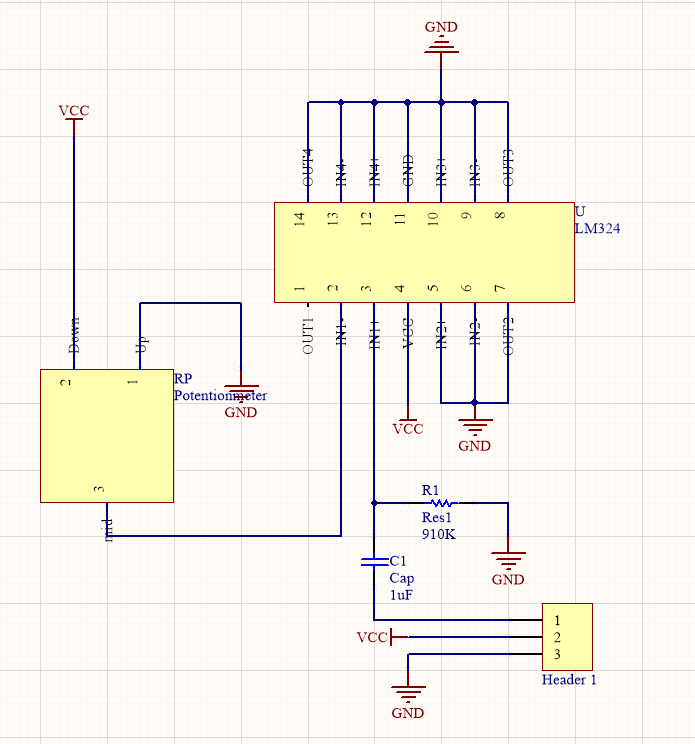 GND
VCC
OUT4
IN4-
IN4+
GND
IN3+
IN3-
OUT3
14
13
12
11
10
9
8
U
LM324
1
2
3
4
5
6
7
OUT1
IN1-
IN1+
VCC
IN2+
IN2-
OUT2
Down
Up
2
1
RP
Potentionmeter
GND
3
mid
VCC
GND
R1
Res1
910K
GND
C1
Cap
1uF
VCC
1
2
3
Header 1
GND